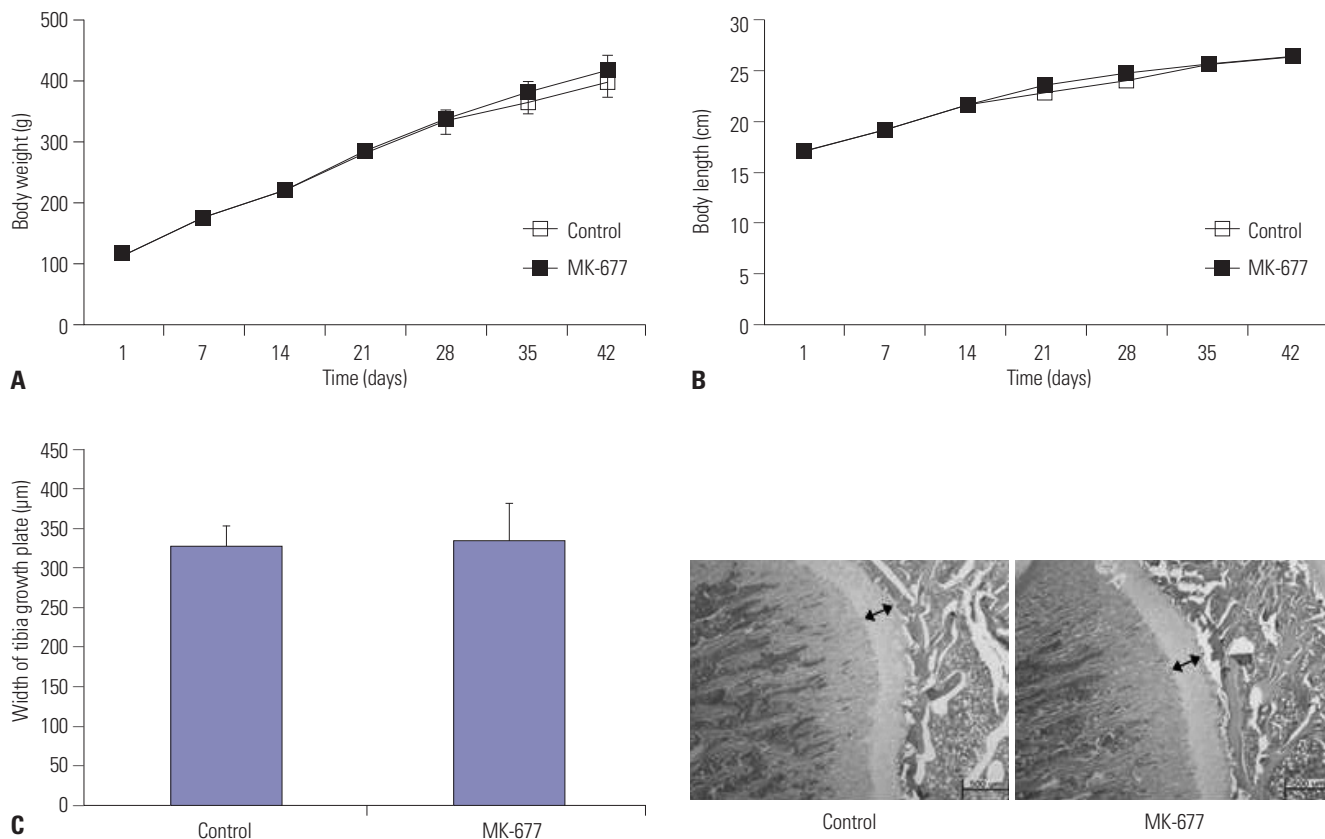 500
400
300
200
100
0
Body weight (g)
Control
MK-677
1 7 14 21 28 35 42
Time (days)
A
30
25
20
15
10
5
0
Body length (cm)
Control
MK-677
1 7 14 21 28 35 42
Time (days)
B
450
400
350
300
250
200
150
100
50
0
Width of tibia growth plate (µm)
Control MK-677
C
Control MK-677